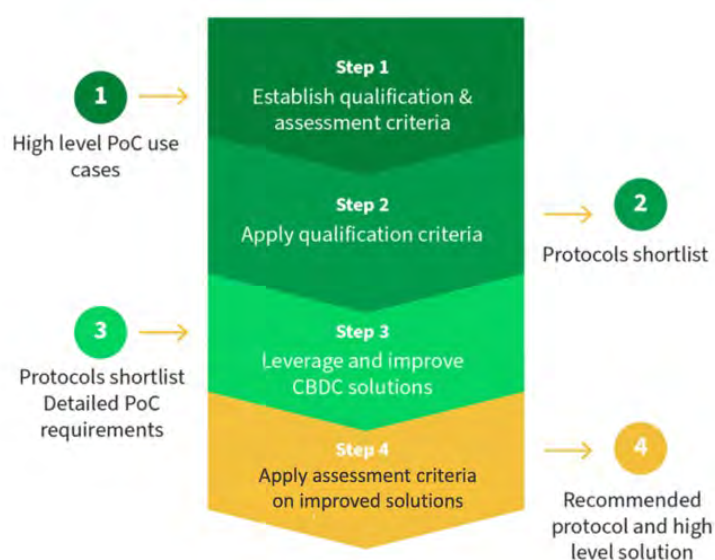 Step 1
Establish qualification &
assessment criteria
1
High level PoC use
cases
Step 2
Apply qualification criteria
2
Protocols shortlist
3
Protocols shortlist
Detailed PoC
requirements
Step 3
Leverage and improve
CBDC solutions
Step 4
Apply assessment criteria
on improved solutions
4
Recommended
protocol and high
level solution